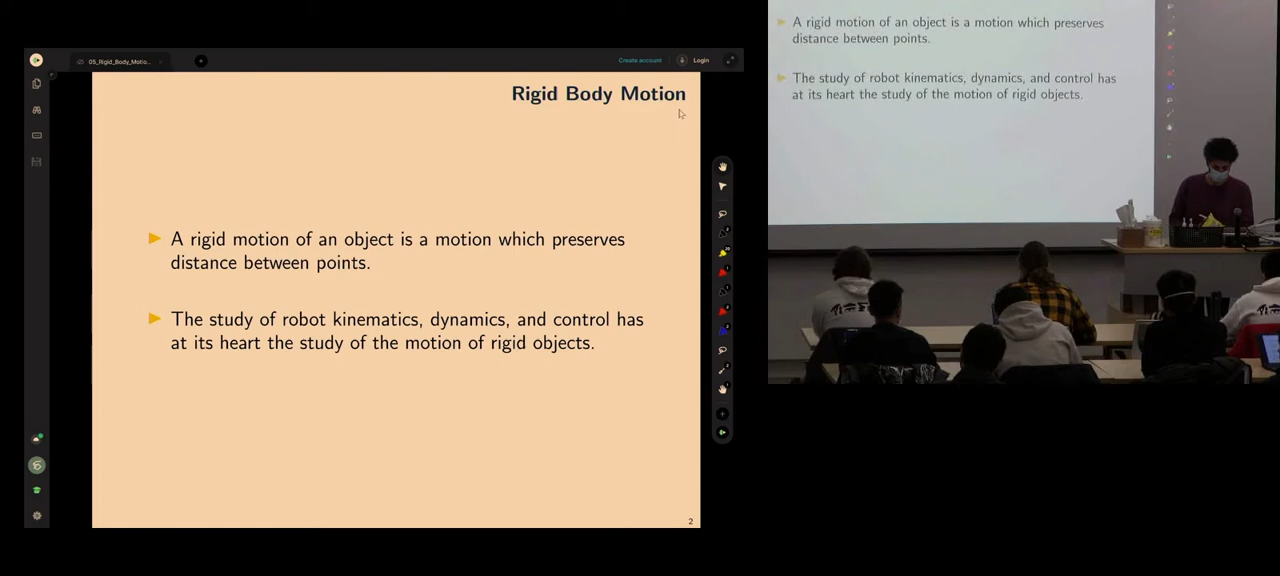 05_Rigid_Body_Motio...
Create account
Login
Rigid Body Motion
A rigid motion of an object is a motion which preserves
distance between points.
The study of robot kinematics, dynamics, and control has
at its heart the study of the motion of rigid objects.
2
A rigid motion of an object is a motion which preserves
distance between points.
The study of robot kinematics, dynamics, and control has
at its heart the study of the motion of rigid objects.